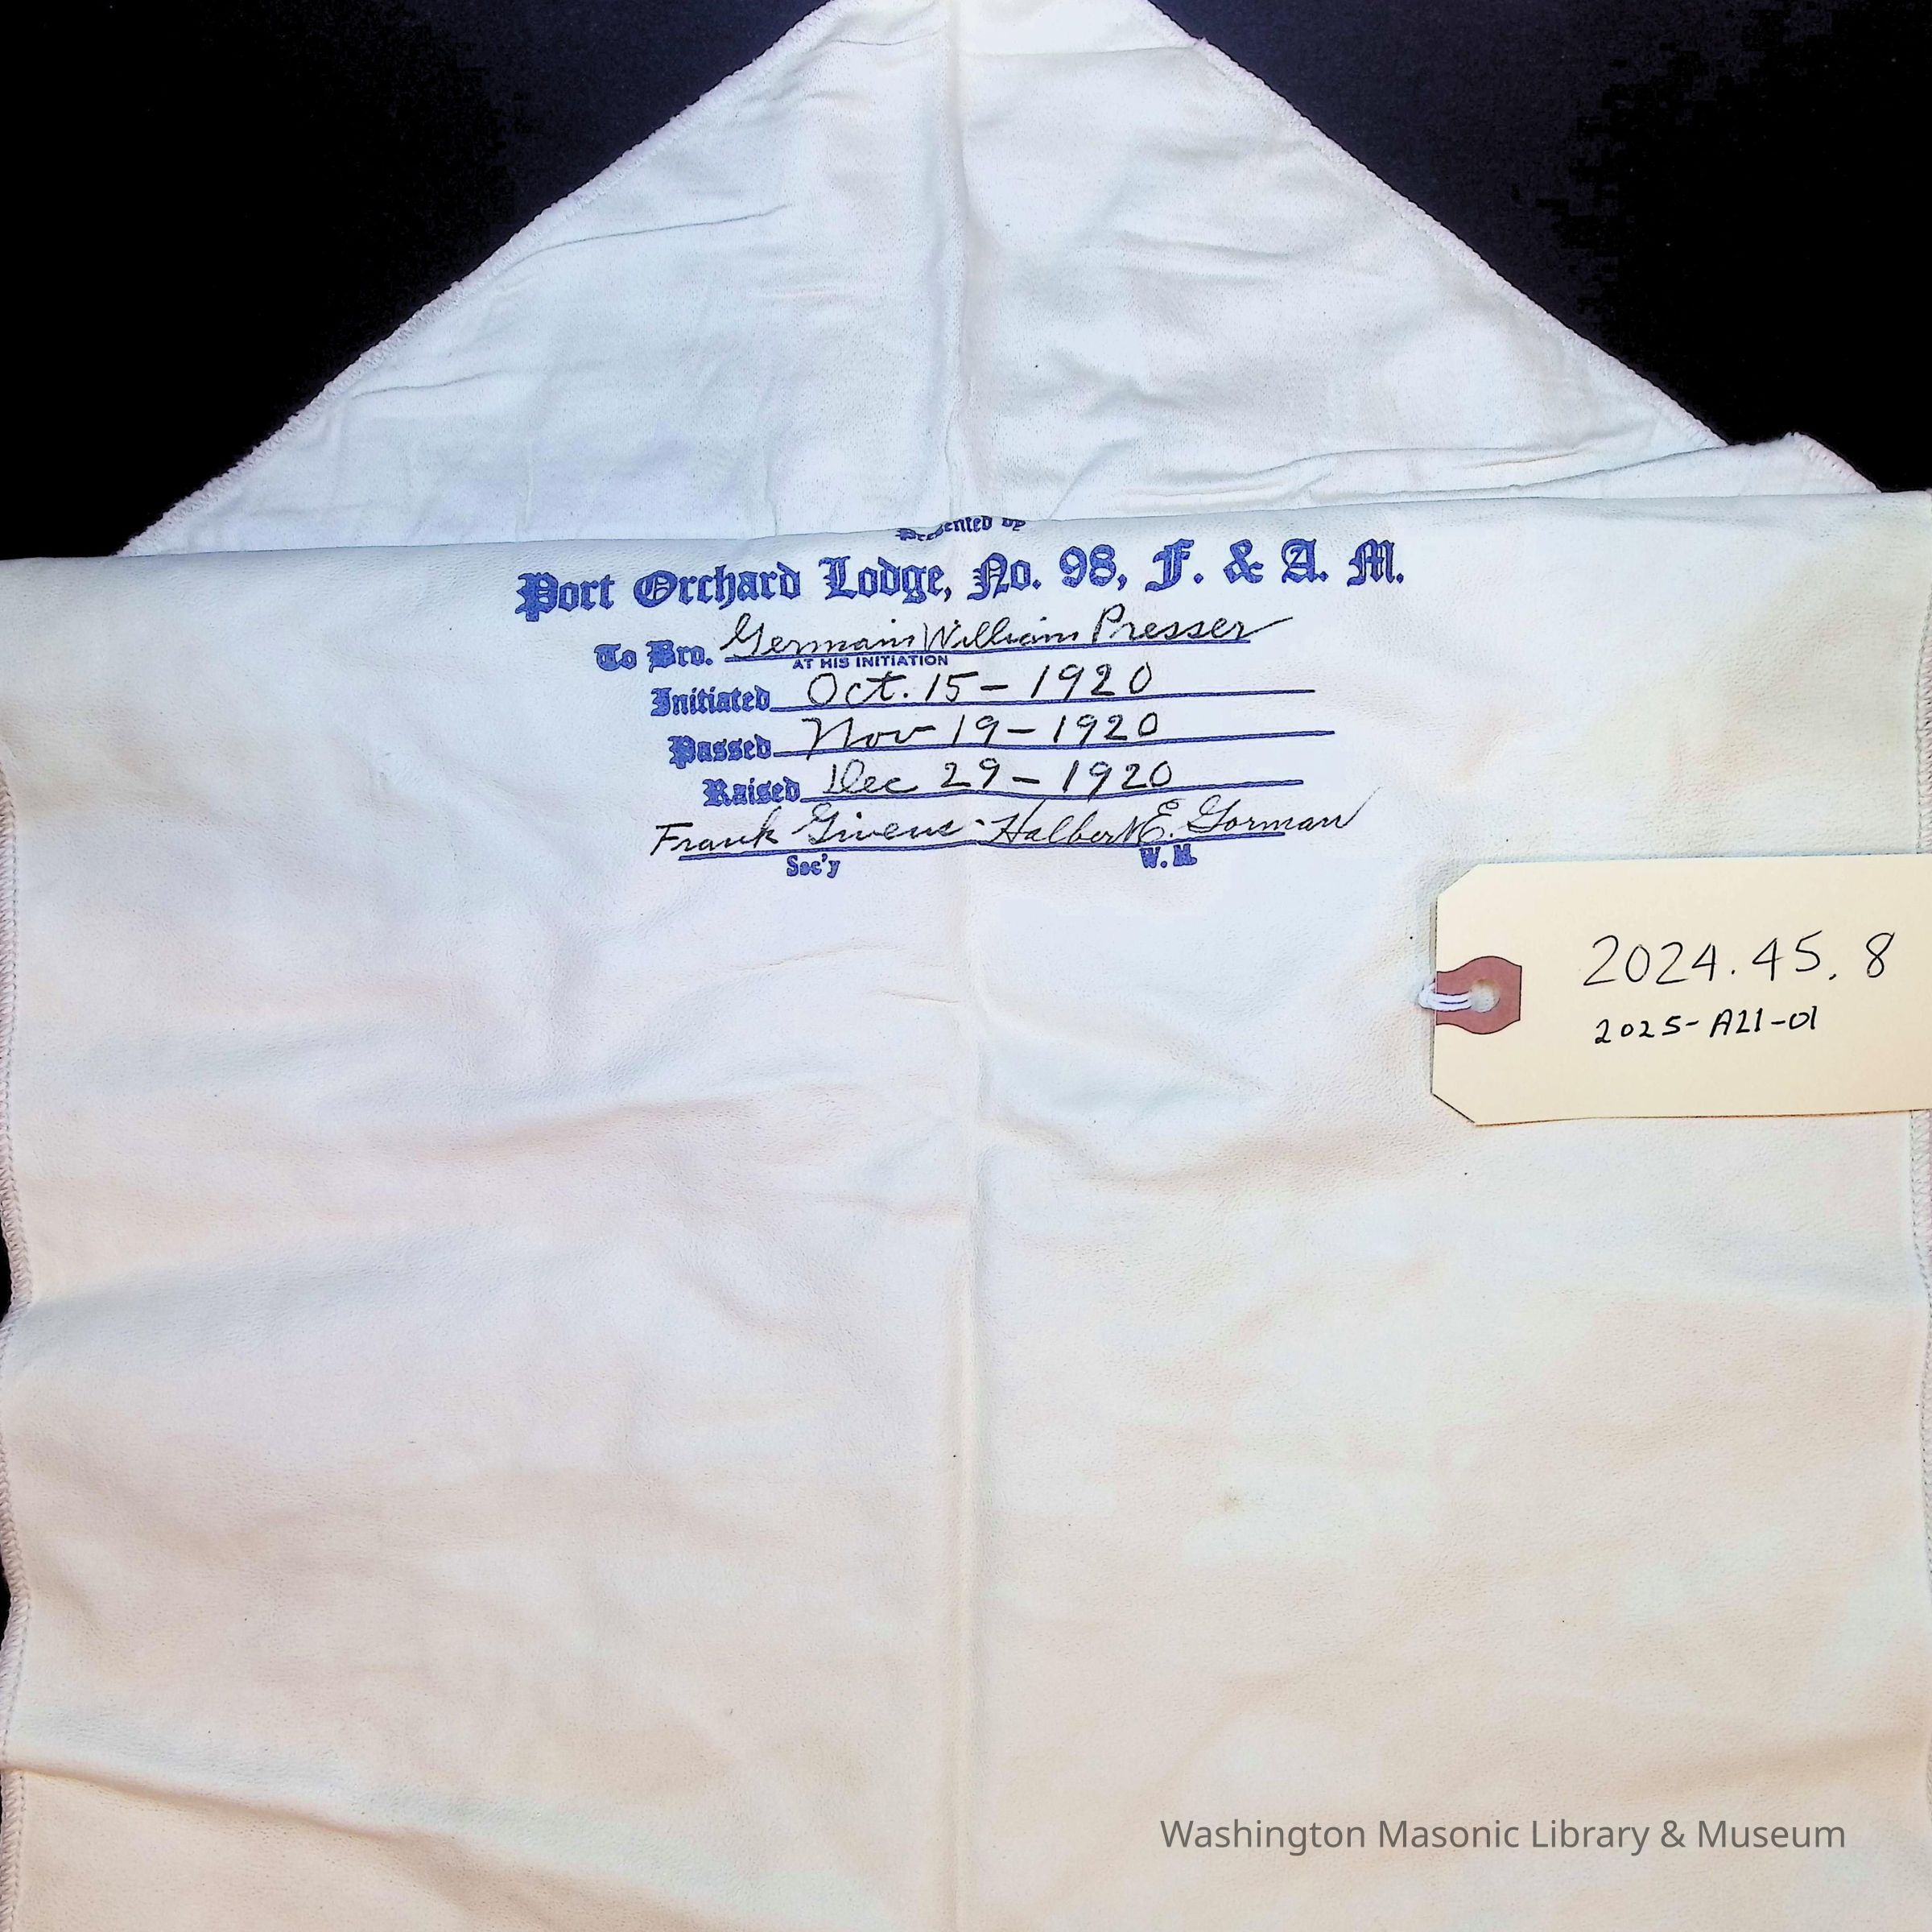 Presented by
Port Orchard Lodge, No. 98, F. & A. M.
To Bro. Germain William Presser
AT HIS INITIATION
Initiated Oct. 15 - 1920
Passed Nov 19 - 1920
Raised Dec 29 - 1920
Frank Givens - Halbert E. Gorman
Sec'y W. M.
2024.45.8
2025-A21-01
Washington Masonic Library & Museum